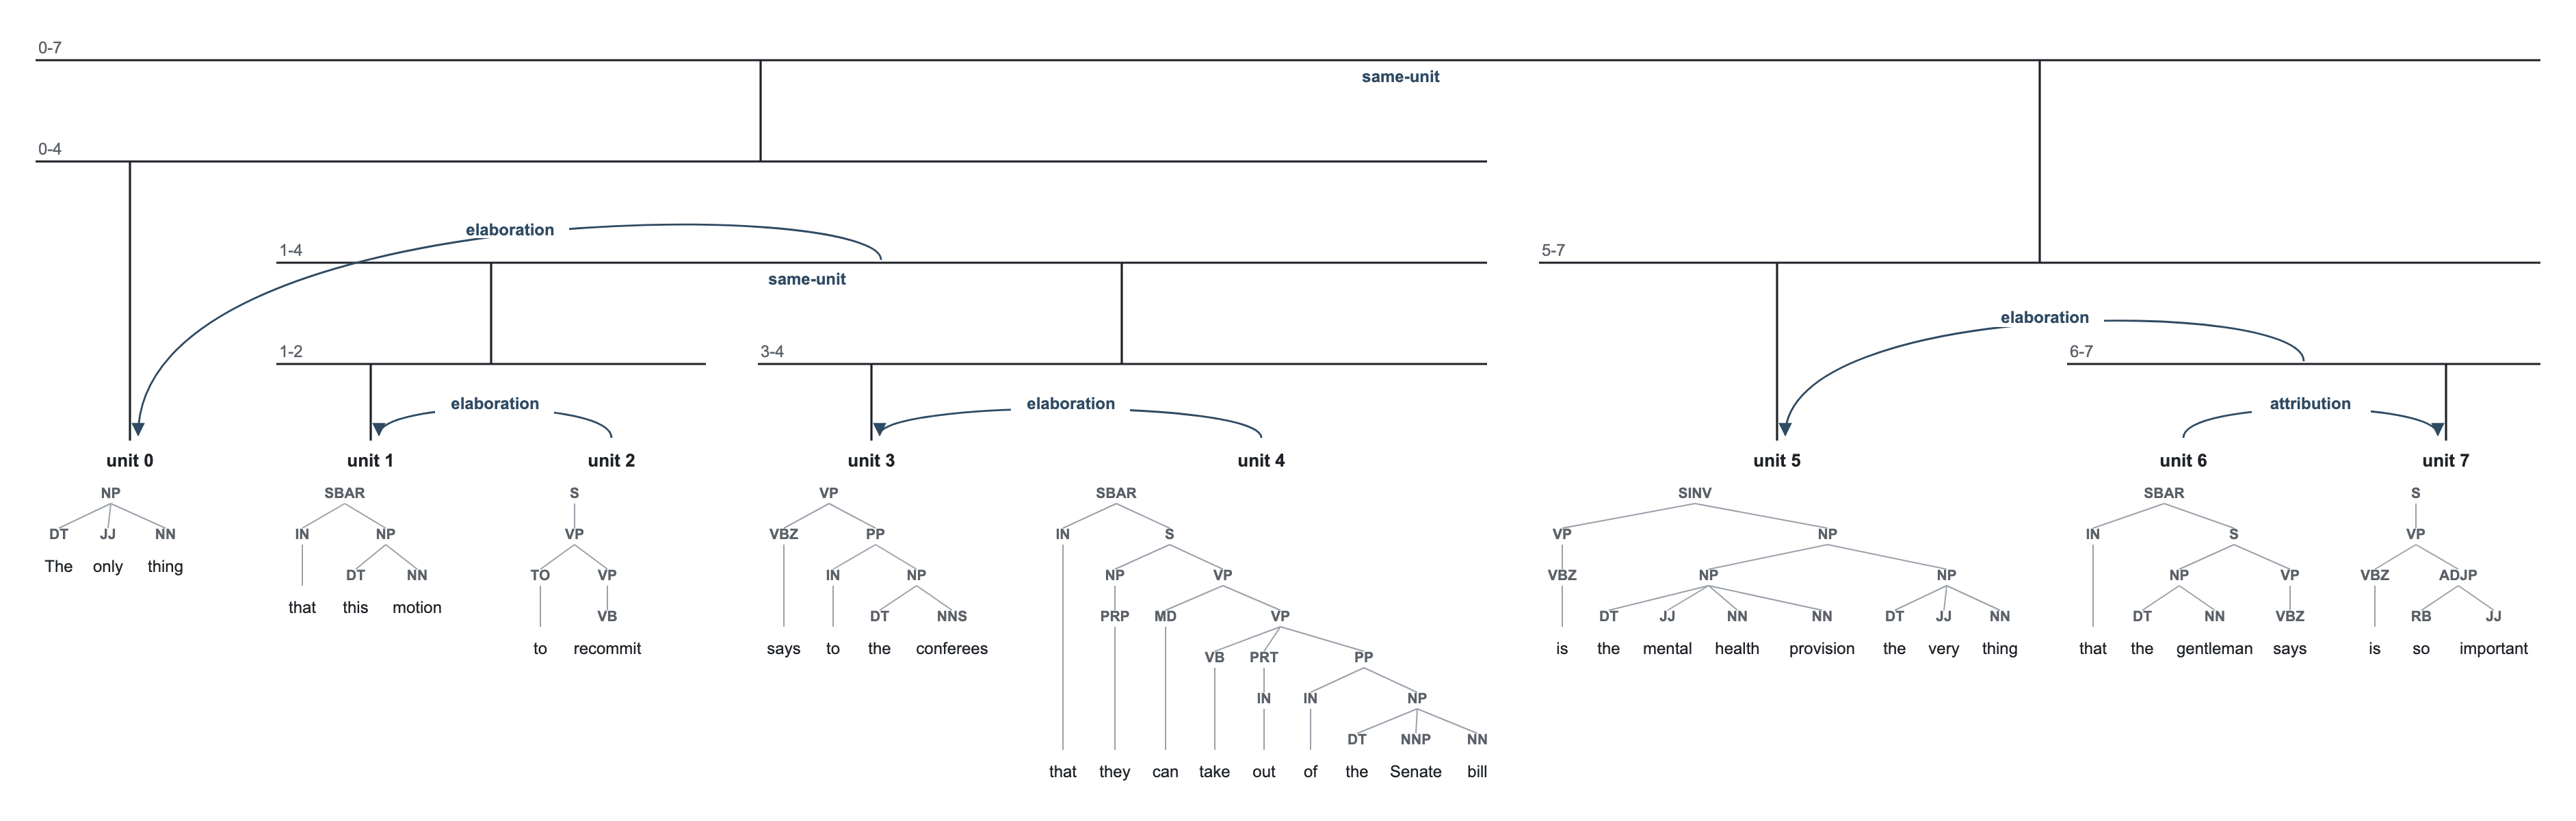 0-7
same-unit
0-4
elaboration
1-4
5-7
same-unit
elaboration
1-2
3-4
6-7
elaboration
elaboration
attribution
unit 0
unit 1
unit 2
unit 3
unit 4
unit 5
unit 6
unit 7
NP SBAR S VP SBAR SINV SBAR S
DT JJ NN IN NP VP VBZ PP IN S VP NP IN S VP
The only thing
DT NN TO VP IN NP NP VP VBZ NP NP NP VP VBZ ADJP
that this motion
VB DT NNS PRP MD VP DT JJ NN NN DT JJ NN DT NN VBZ RB JJ
to recommit says to the conferees is the mental health provision the very thing that the gentleman says is so important
VB PRT PP
IN IN NP
DT NNP NN
that they can take out of the Senate bill